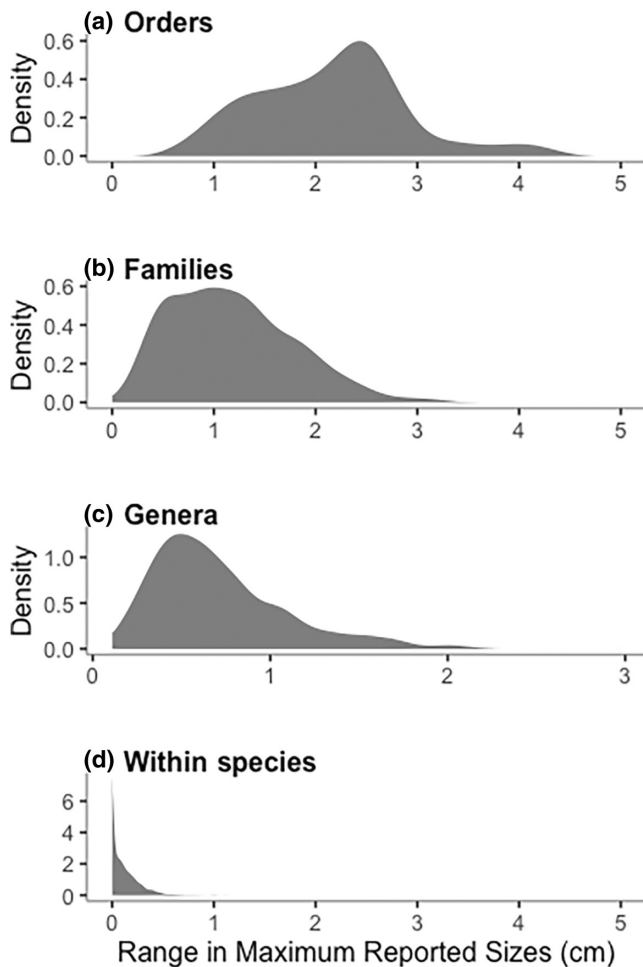 (a) Orders
Density
0.6
0.4
0.2
0.0
0 1 2 3 4 5
(b) Families
Density
0.6
0.4
0.2
0.0
0 1 2 3 4 5
(c) Genera
Density
1.0
0.5
0.0
0 1 2 3
(d) Within species
6
4
2
0
0 1 2 3 4 5
Range in Maximum Reported Sizes (cm)